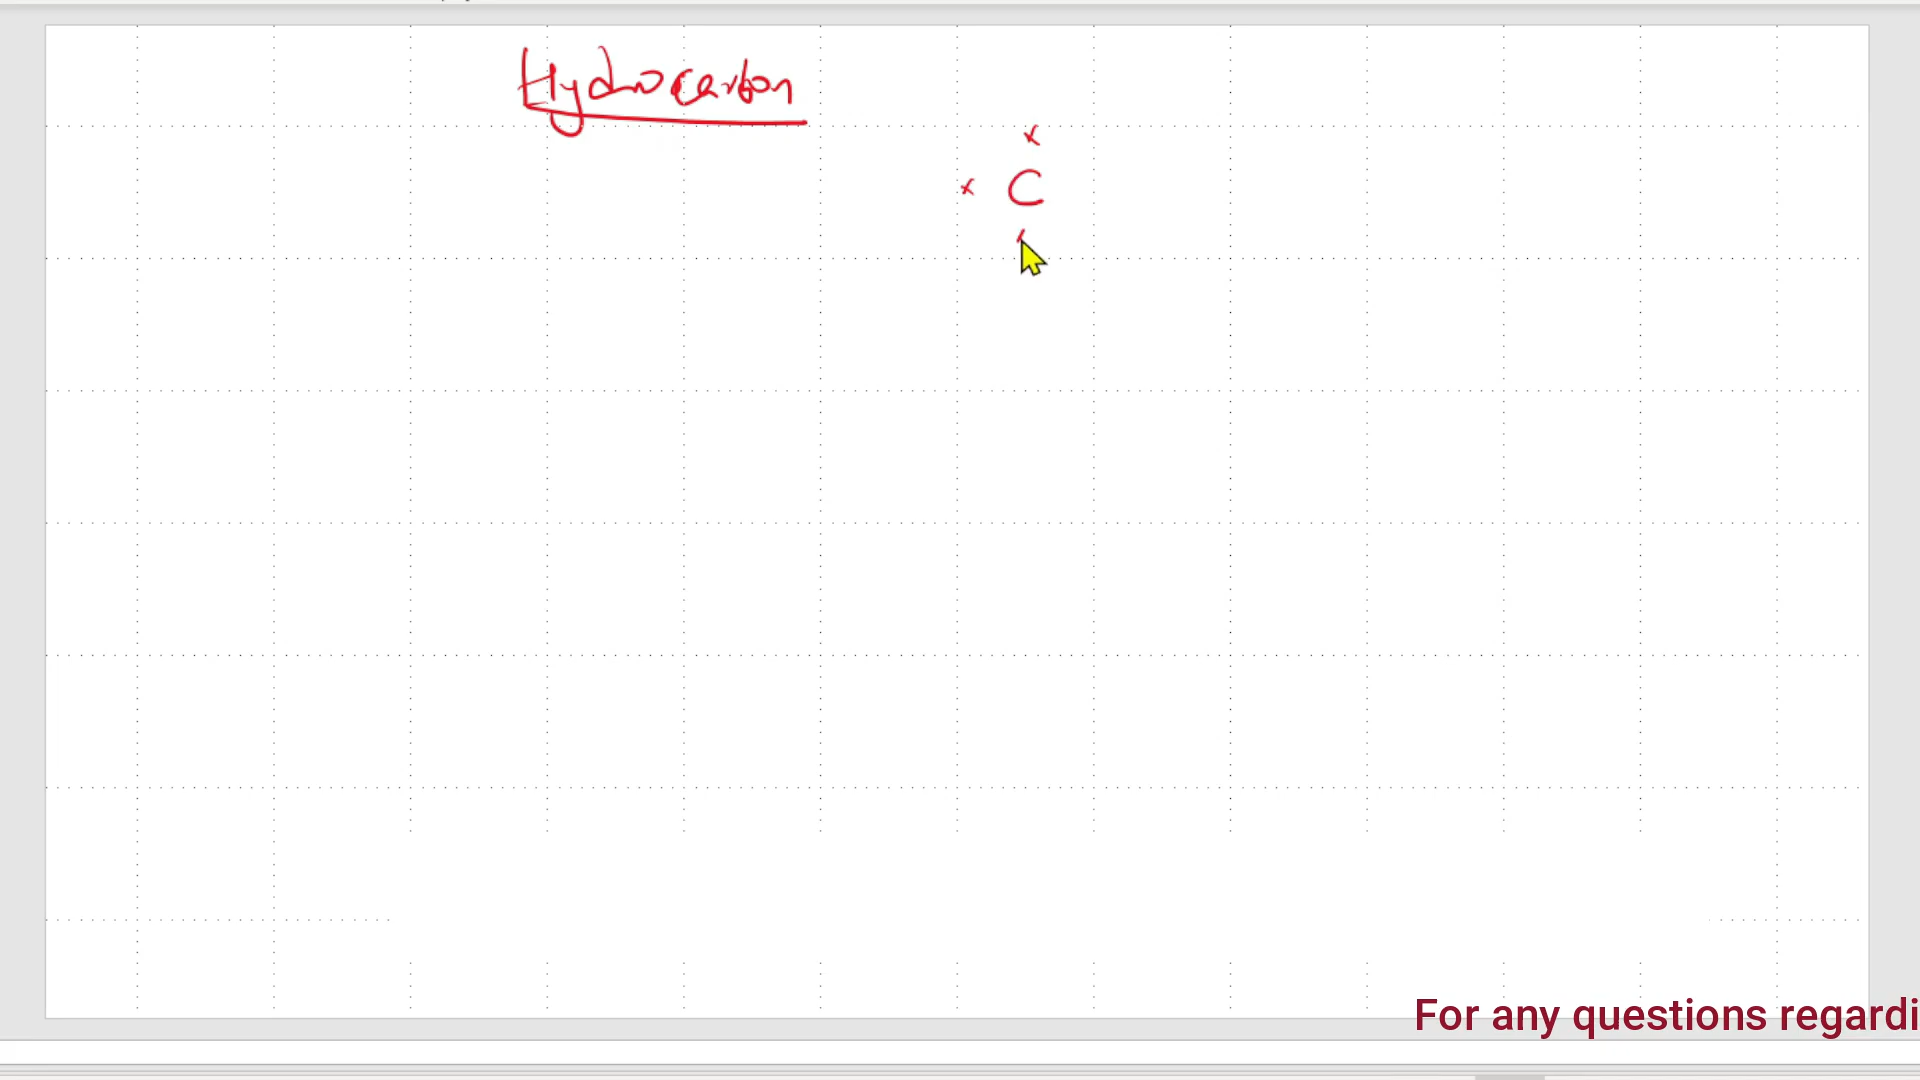 Hydrocarbon
x
x C
For any questions regardi